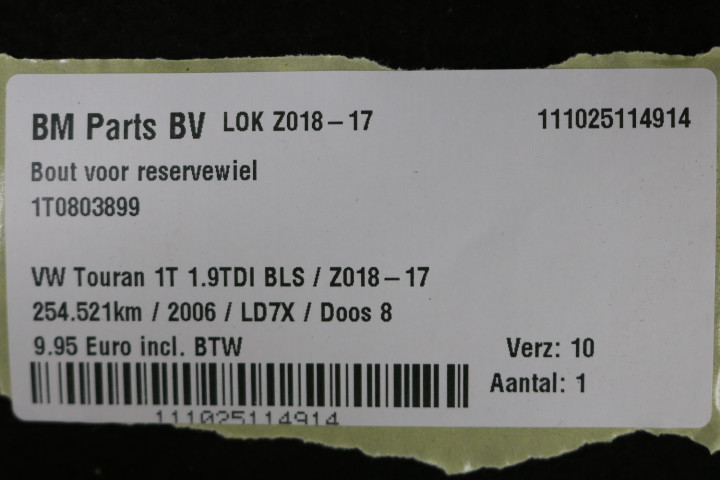 BM Parts BV LOK Z018-17 111025114914
Bout voor reservewiel
1T0803899
VW Touran 1T 1.9TDI BLS / Z018-17
254.521km / 2006 / LD7X / Doos 8
9.95 Euro incl. BTW Verz: 10
Aantal: 1
111025114914